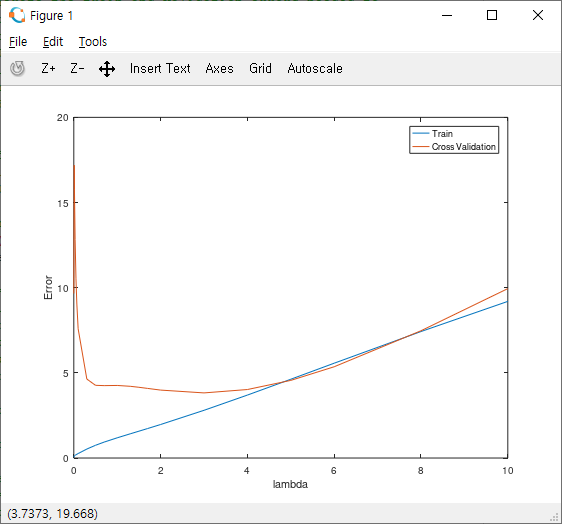 Figure 1
File Edit Tools
Z+ Z- Insert Text Axes Grid Autoscale
20
15
10
5
0
Error
Train
Cross Validation
0 2 4 6 8 10
lambda
(3.7373, 19.668)